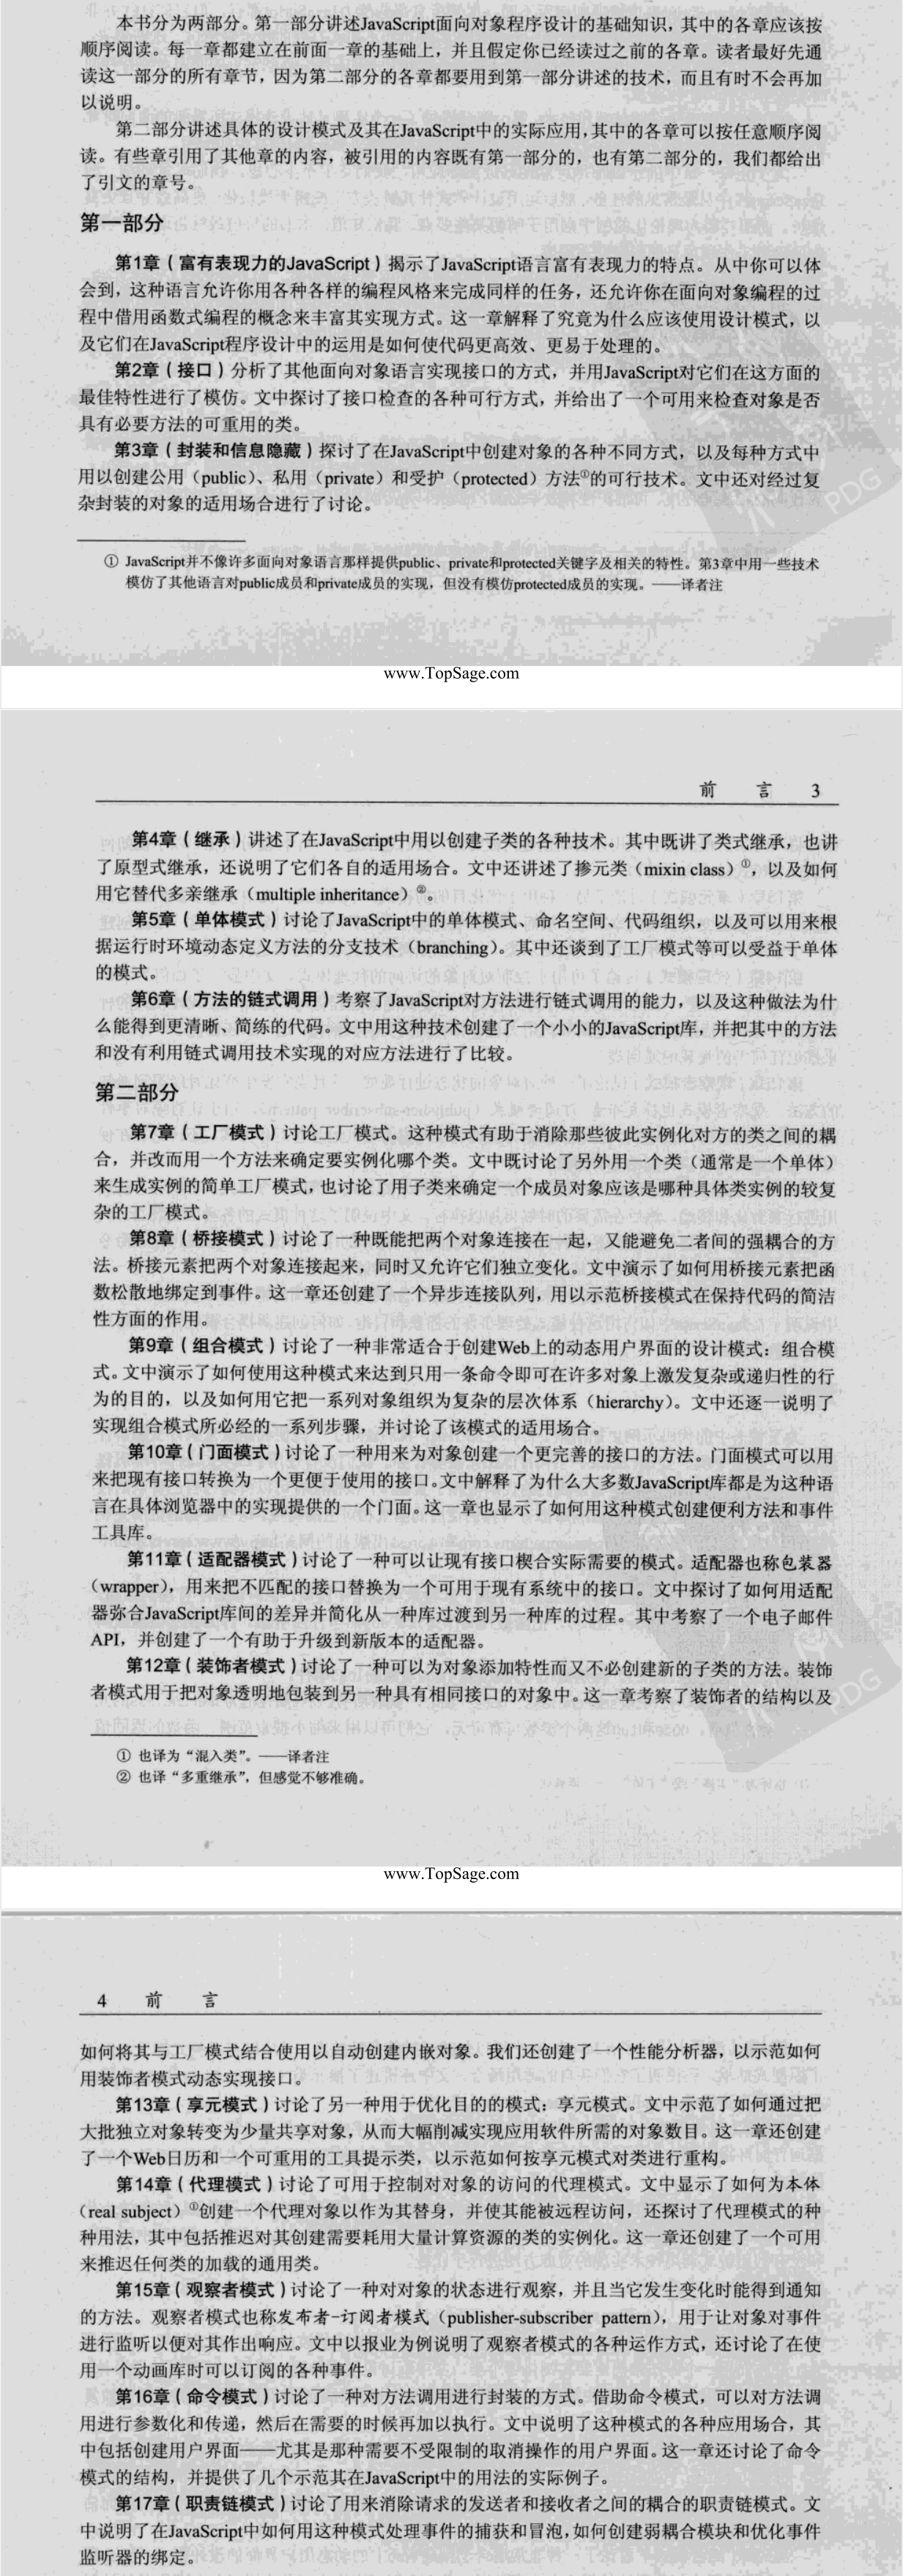 本书分为两部分。第一部分讲述JavaScript面向对象程序设计的基础知识，其中的各章应该按
顺序阅读。每一章都建立在前面一章的基础上，并且假定你已经读过之前的各章。读者最好先通
读这一部分的所有章节，因为第二部分的各章都要用到第一部分讲述的技术，而且有时不会再加
以说明。
第二部分讲述具体的设计模式及其在JavaScript中的实际应用，其中的各章可以按任意顺序阅
读。有些章引用了其他章的内容，被引用的内容既有第一部分的，也有第二部分的，我们都给出
了引文的章号。
第一部分
第1章（富有表现力的JavaScript）揭示了JavaScript语言富有表现力的特点。从中你可以体
会到，这种语言允许你用各种各样的编程风格来完成同样的任务，还允许你在面向对象编程的过
程中借用函数式编程的概念来丰富其实现方式。这一章解释了究竟为什么应该使用设计模式，以
及它们在JavaScript程序设计中的运用是如何使代码更高效、更易于处理的。
第2章（接口）分析了其他面向对象语言实现接口的方式，并用JavaScript对它们在这方面的
最佳特性进行了模仿。文中探讨了接口检查的各种可行方式，并给出了一个可用来检查对象是否
具有必要方法的可重用的类。
第3章（封装和信息隐藏）探讨了在JavaScript中创建对象的各种不同方式，以及每种方式中
用以创建公用（public）、私用（private）和受护（protected）方法①的可行技术。文中还对经过复
杂封装的对象的适用场合进行了讨论。
① JavaScript并不像许多面向对象语言那样提供public、private和protected关键字及相关的特性。第3章中用一些技术
模仿了其他语言对public成员和private成员的实现，但没有模仿protected成员的实现。——译者注
www.TopSage.com
前 言 3
第4章（继承）讲述了在JavaScript中用以创建子类的各种技术。其中既讲了类式继承，也讲
了原型式继承，还说明了它们各自的适用场合。文中还讲述了掺元类（mixin class）①，以及如何
用它替代多亲继承（multiple inheritance）②。
第5章（单体模式）讨论了JavaScript中的单体模式、命名空间、代码组织，以及可以用来根
据运行时环境动态定义方法的分支技术（branching）。其中还谈到了工厂模式等可以受益于单体
的模式。
第6章（方法的链式调用）考察了JavaScript对方法进行链式调用的能力，以及这种做法为什
么能得到更清晰、简练的代码。文中用这种技术创建了一个小小的JavaScript库，并把其中的方法
和没有利用链式调用技术实现的对应方法进行了比较。
第二部分
第7章（工厂模式）讨论工厂模式。这种模式有助于消除那些彼此实例化对方的类之间的耦
合，并改而用一个方法来确定要实例化哪个类。文中既讨论了另外用一个类（通常是一个单体）
来生成实例的简单工厂模式，也讨论了用子类来确定一个成员对象应该是哪种具体类实例的较复
杂的工厂模式。
第8章（桥接模式）讨论了一种既能把两个对象连接在一起，又能避免二者间的强耦合的方
法。桥接元素把两个对象连接起来，同时又允许它们独立变化。文中演示了如何用桥接元素把函
数松散地绑定到事件。这一章还创建了一个异步连接队列，用以示范桥接模式在保持代码的简洁
性方面的作用。
第9章（组合模式）讨论了一种非常适合于创建Web上的动态用户界面的设计模式：组合模
式。文中演示了如何使用这种模式来达到只用一条命令即可在许多对象上激发复杂或递归性的行
为的目的，以及如何用它把一系列对象组织为复杂的层次体系（hierarchy）。文中还逐一说明了
实现组合模式所必经的一系列步骤，并讨论了该模式的适用场合。
第10章（门面模式）讨论了一种用来为对象创建一个更完善的接口的方法。门面模式可以用
来把现有接口转换为一个更便于使用的接口。文中解释了为什么大多数JavaScript库都是为这种语
言在具体浏览器中的实现提供的一个门面。这一章也显示了如何用这种模式创建便利方法和事件
工具库。
第11章（适配器模式）讨论了一种可以让现有接口楔合实际需要的模式。适配器也称包装器
（wrapper），用来把不匹配的接口替换为一个可用于现有系统中的接口。文中探讨了如何用适配
器弥合JavaScript库间的差异并简化从一种库过渡到另一种库的过程。其中考察了一个电子邮件
API，并创建了一个有助于升级到新版本的适配器。
第12章（装饰者模式）讨论了一种可以为对象添加特性而又不必创建新的子类的方法。装饰
者模式用于把对象透明地包装到另一种具有相同接口的对象中。这一章考察了装饰者的结构以及
① 也译为“混入类”。——译者注
② 也译“多重继承”，但感觉不够准确。
www.TopSage.com
4 前 言
如何将其与工厂模式结合使用以自动创建内嵌对象。我们还创建了一个性能分析器，以示范如何
用装饰者模式动态实现接口。
第13章（享元模式）讨论了另一种用于优化目的的模式：享元模式。文中示范了如何通过把
大批独立对象转变为少量共享对象，从而大幅削减实现应用软件所需的对象数目。这一章还创建
了一个Web日历和一个可重用的工具提示类，以示范如何按享元模式对类进行重构。
第14章（代理模式）讨论了可用于控制对对象的访问的代理模式。文中显示了如何为本体
（real subject）①创建一个代理对象以作为其替身，并使其能被远程访问，还探讨了代理模式的种
种用法，其中包括推迟对其创建需要耗用大量计算资源的类的实例化。这一章还创建了一个可用
来推迟任何类的加载的通用类。
第15章（观察者模式）讨论了一种对对象的状态进行观察，并且当它发生变化时能得到通知
的方法。观察者模式也称发布者-订阅者模式（publisher-subscriber pattern），用于让对象对事件
进行监听以便对其作出响应。文中以报业为例说明了观察者模式的各种运作方式，还讨论了在使
用一个动画库时可以订阅的各种事件。
第16章（命令模式）讨论了一种对方法调用进行封装的方式。借助命令模式，可以对方法调
用进行参数化和传递，然后在需要的时候再加以执行。文中说明了这种模式的各种应用场合，其
中包括创建用户界面——尤其是那种需要不受限制的取消操作的用户界面。这一章还讨论了命令
模式的结构，并提供了几个示范其在JavaScript中的用法的实际例子。
第17章（职责链模式）讨论了用来消除请求的发送者和接收者之间的耦合的职责链模式。文
中说明了在JavaScript中如何用这种模式处理事件的捕获和冒泡，如何创建弱耦合模块和优化事件
监听器的绑定。